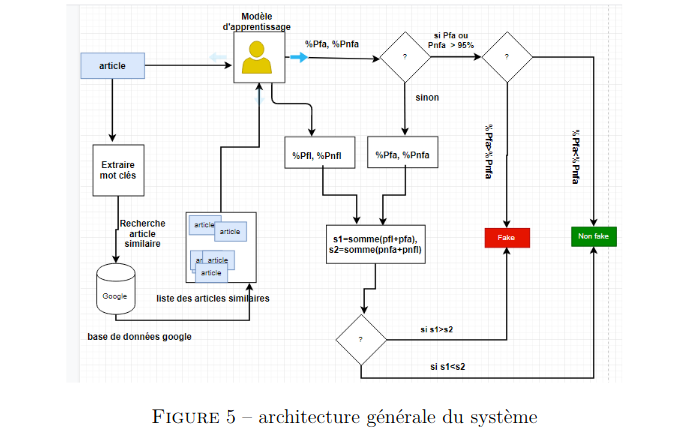 Modèle
d'apprentissage
%Pfa, %Pnfa
si Pfa ou
Pnfa > 95%
article
?
?
sinon
Extraire
mot clés
%Pfl, %Pnfl
%Pfa, %Pnfa
%Pfa>%Pnfa
%Pfa<%Pnfa
Recherche
article
similaire
article
article
article
article
s1=somme(pfl+pfa),
s2=somme(pnfa+pnfl)
Fake
Non fake
Google
liste des articles similaires
base de données google
?
si s1>s2
si s1<s2
FIGURE 5 – architecture générale du système